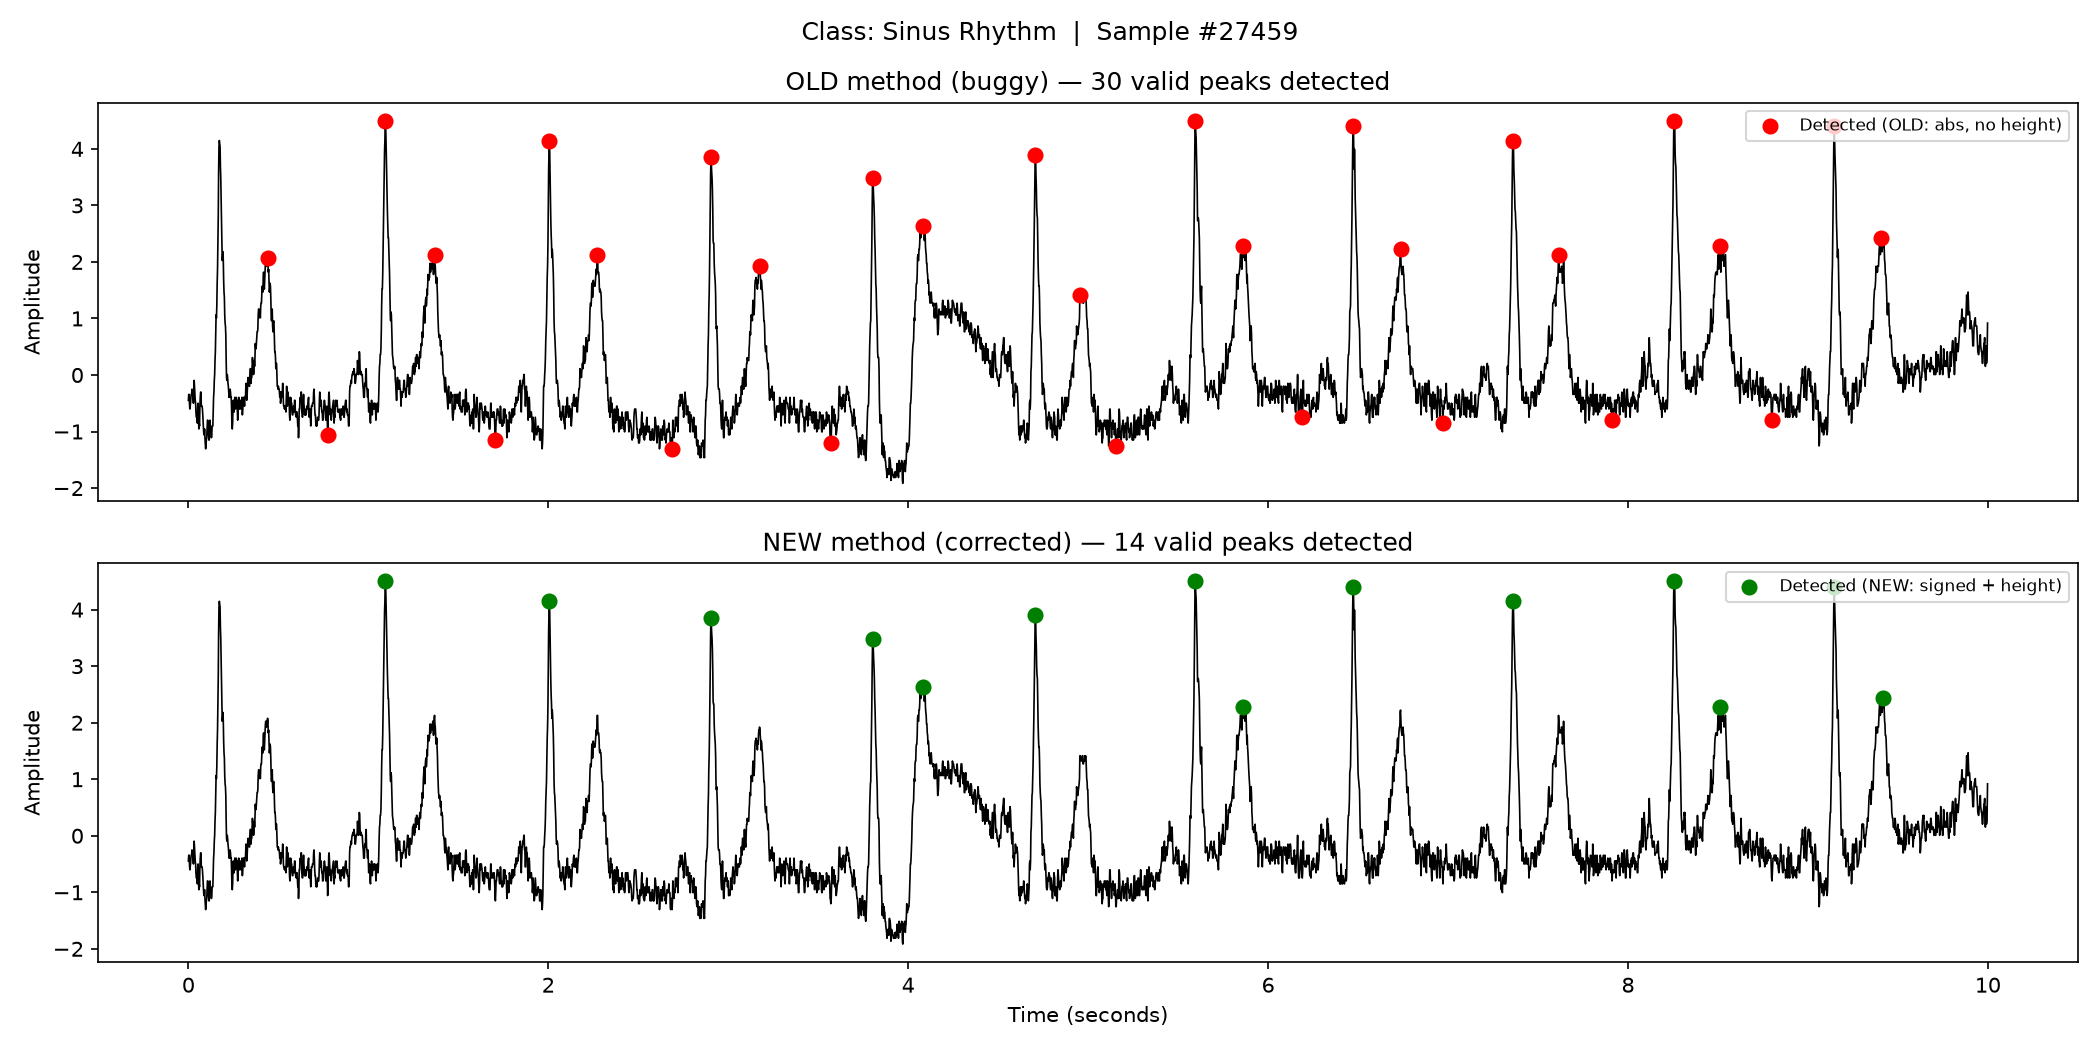 Class: Sinus Rhythm  |  Sample #27459
OLD method (buggy) — 30 valid peaks detected
Detected (OLD: abs, no height)
Amplitude
4
3
2
1
0
−1
−2
NEW method (corrected) — 14 valid peaks detected
Detected (NEW: signed + height)
Amplitude
4
3
2
1
0
−1
−2
0 2 4 6 8 10
Time (seconds)